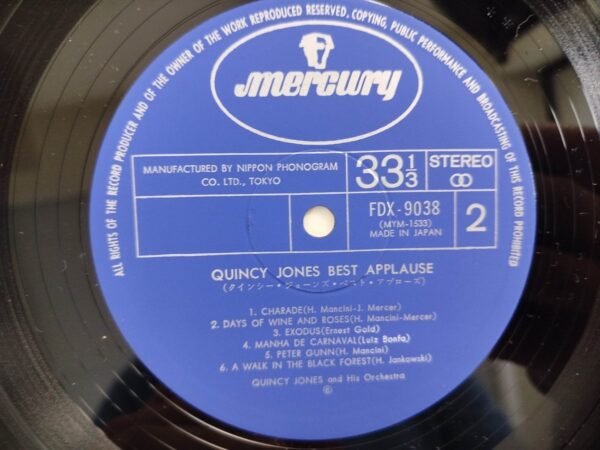 ALL RIGHTS OF THE RECORD PRODUCER AND OF THE OWNER OF THE WORK REPRODUCED RESERVED. COPYING, PUBLIC PERFORMANCE AND BROADCASTING OF THIS RECORD PROHIBITED
mercury
MANUFACTURED BY NIPPON PHONOGRAM
CO. LTD., TOKYO
33 1/3
STEREO
FDX-9038
(MYM-1533)
MADE IN JAPAN
2
QUINCY JONES BEST APPLAUSE
(クインシー・ジョーンズ・ベスト・アプローズ)
1. CHARADE(H. Mancini-J. Mercer)
2. DAYS OF WINE AND ROSES(H. Mancini-Mercer)
3. EXODUS(Ernest Gold)
4. MANHA DE CARNAVAL(Luiz Bonfa)
5. PETER GUNN(H. Mancini)
6. A WALK IN THE BLACK FOREST(H. Jankowski)
QUINCY JONES and His Orchestra